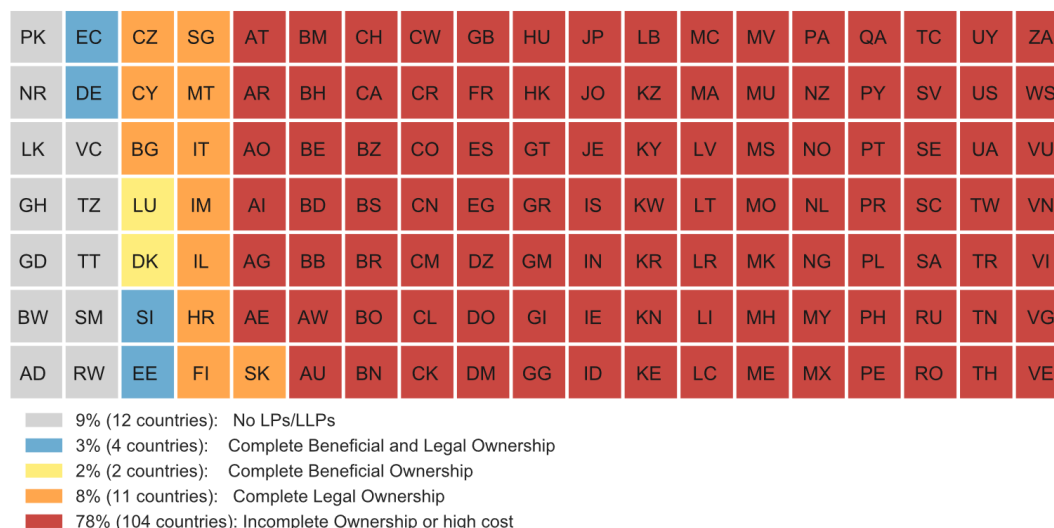 PK EC CZ SG AT BM CH CW GB HU JP LB MC MV PA QA TC UY ZA
NR DE CY MT AR BH CA CR FR HK JO KZ MA MU NZ PY SV US WS
LK VC BG IT AO BE BZ CO ES GT JE KY LV MS NO PT SE UA VU
GH TZ LU IM AI BD BS CN EG GR IS KW LT MO NL PR SC TW VN
GD TT DK IL AG BB BR CM DZ GM IN KR LR MK NG PL SA TR VI
BW SM SI HR AE AW BO CL DO GI IE KN LI MH MY PH RU TN VG
AD RW EE FI SK AU BN CK DM GG ID KE LC ME MX PE RO TH VE
9% (12 countries): No LPs/LLPs
3% (4 countries): Complete Beneficial and Legal Ownership
2% (2 countries): Complete Beneficial Ownership
8% (11 countries): Complete Legal Ownership
78% (104 countries): Incomplete Ownership or high cost